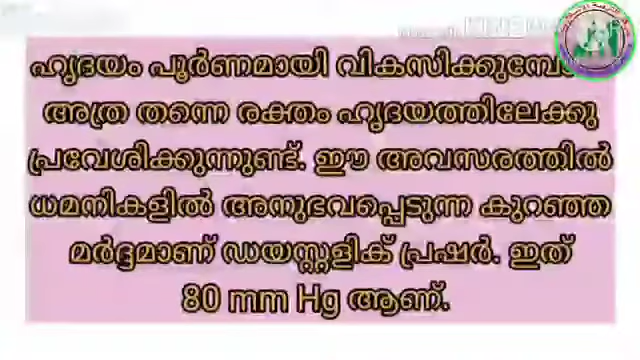 ഹൃദയം പൂർണമായി വികസിക്കുമ്പോ
അത്ര തന്നെ രക്തം ഹൃദയത്തിലേക്കു
പ്രവേശിക്കുന്നുണ്ട്. ഈ അവസരത്തിൽ
ധമനികളിൽ അനുഭവപ്പെടുന്ന കുറഞ്ഞ
മർദ്ദമാണ് ഡയസ്റ്റളിക് പ്രഷർ. ഇത്
80 mm Hg ആണ്.